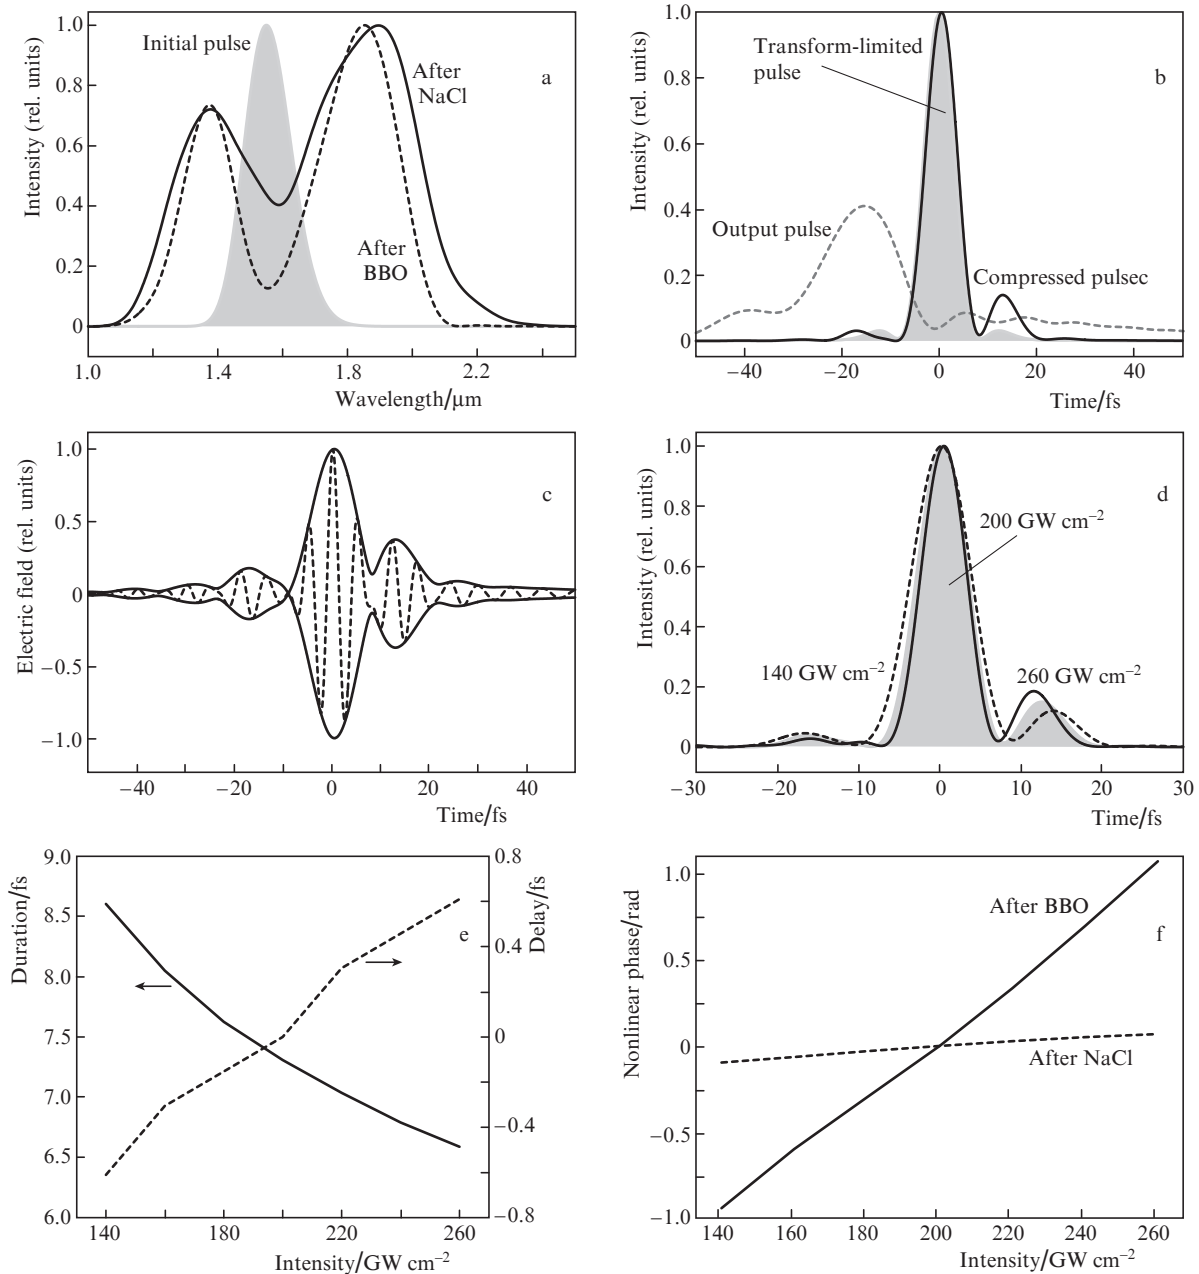 1.0
0.8
0.6
0.4
0.2
0
Intensity (rel. units)
Initial pulse
After
NaCl
After
BBO
a
1.0
1.4
1.8
2.2
Wavelength/μm
1.0
0.8
0.6
0.4
0.2
0
Intensity (rel. units)
Transform-limited
pulse
Output pulse
Compressed pulsec
b
−40
−20
0
20
40
Time/fs
1.0
0.5
0
−0.5
−1.0
Electric field (rel. units)
c
−40
−20
0
20
40
Time/fs
1.0
0.8
0.6
0.4
0.2
0
Intensity (rel. units)
200 GW cm−2
140 GW cm−2
260 GW cm−2
d
−30
−20
−10
0
10
20
30
Time/fs
9.0
8.5
8.0
7.5
7.0
6.5
6.0
Duration/fs
0.8
0.4
0
−0.4
−0.8
Delay/fs
e
140
180
220
260
Intensity/GW cm−2
1.0
0.5
0
−0.5
−1.0
Nonlinear phase/rad
After BBO
After NaCl
f
140
160
180
200
220
240
260
Intensity/GW cm−2